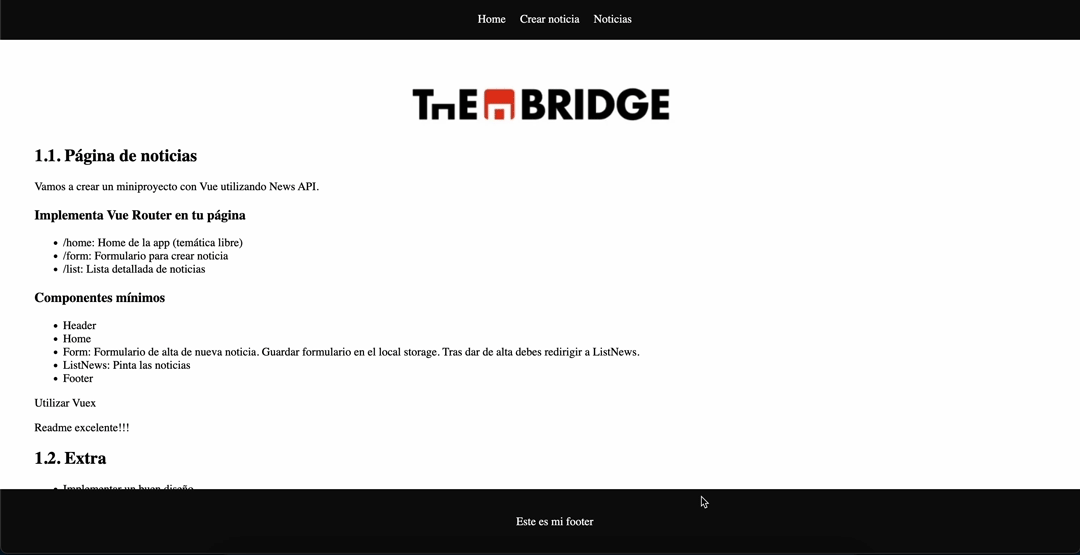 Home Crear noticia Noticias
THE BRIDGE
1.1. Página de noticias
Vamos a crear un miniproyecto con Vue utilizando News API.
Implementa Vue Router en tu página
• /home: Home de la app (temática libre)
• /form: Formulario para crear noticia
• /list: Lista detallada de noticias
Componentes mínimos
• Header
• Home
• Form: Formulario de alta de nueva noticia. Guardar formulario en el local storage. Tras dar de alta debes redirigir a ListNews.
• ListNews: Pinta las noticias
• Footer
Utilizar Vuex
Readme excelente!!!
1.2. Extra
• Implementar un buen diseño
Este es mi footer